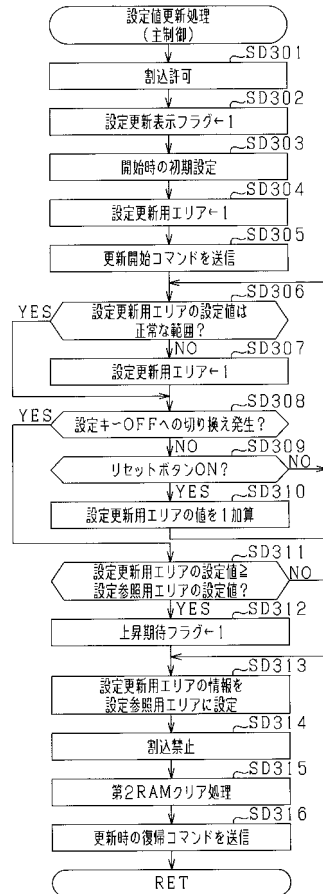 設定値更新処理
(主制御)
SD301
割込許可
SD302
設定更新表示フラグ←1
SD303
開始時の初期設定
SD304
設定更新用エリア←1
SD305
更新開始コマンドを送信
SD306
YES
設定更新用エリアの設定値は
正常な範囲?
NO
SD307
設定更新用エリア←1
SD308
YES
設定キーOFFへの切り換え発生?
NO
SD309
リセットボタンON?
NO
YES
SD310
設定更新用エリアの値を1加算
SD311
設定更新用エリアの設定値≧
設定参照用エリアの設定値?
NO
YES
SD312
上昇期待フラグ←1
SD313
設定更新用エリアの情報を
設定参照用エリアに設定
SD314
割込禁止
SD315
第2RAMクリア処理
SD316
更新時の復帰コマンドを送信
RET